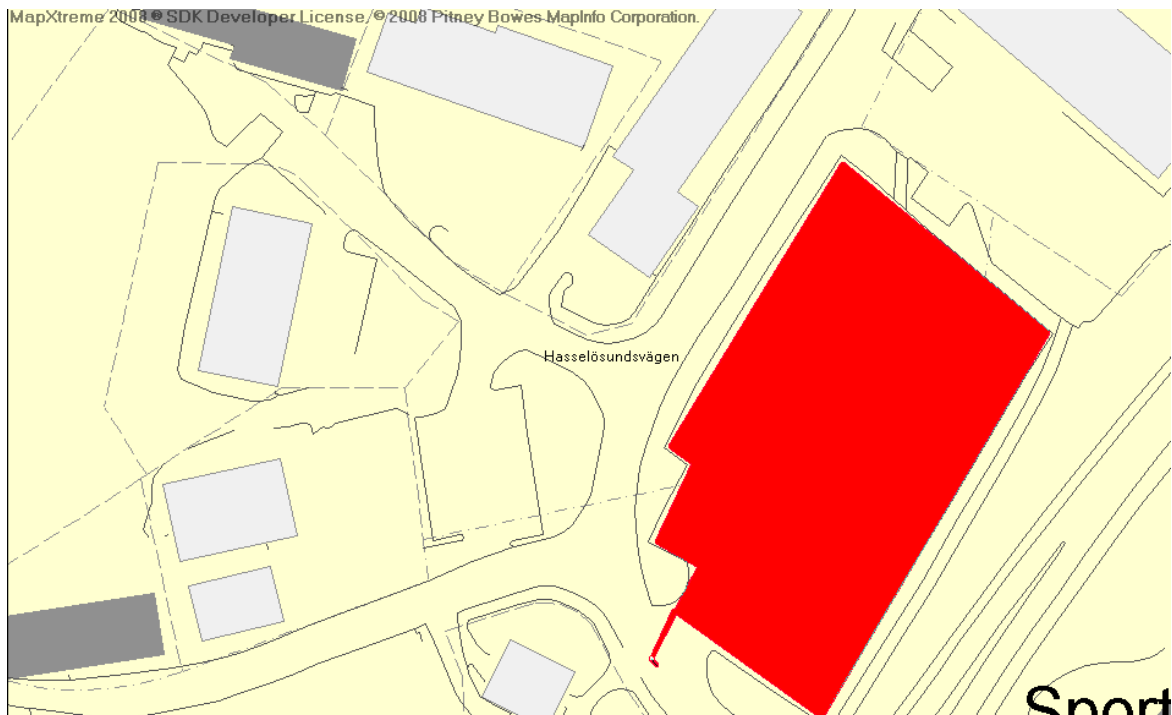 MapXtreme 2008 ® SDK Developer License. © 2008 Pitney Bowes MapInfo Corporation.
Hasselösundsvägen
Sport